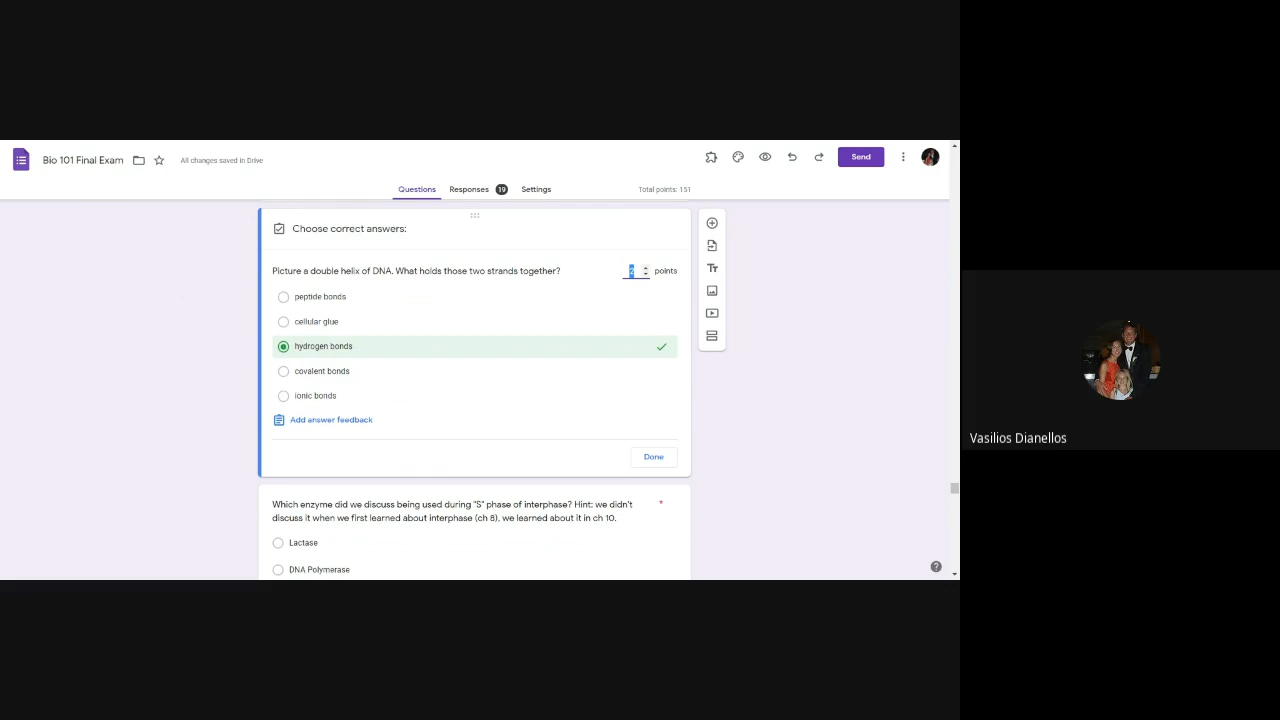 Bio 101 Final Exam
All changes saved in Drive
Send
Questions
Responses 19
Settings
Total points: 151
Choose correct answers:
Picture a double helix of DNA. What holds those two strands together?
2 points
peptide bonds
cellular glue
hydrogen bonds
covalent bonds
ionic bonds
Add answer feedback
Done
Which enzyme did we discuss being used during "S" phase of interphase? Hint: we didn't *
discuss it when we first learned about interphase (ch 8), we learned about it in ch 10.
Lactase
DNA Polymerase
Vasilios Dianellos